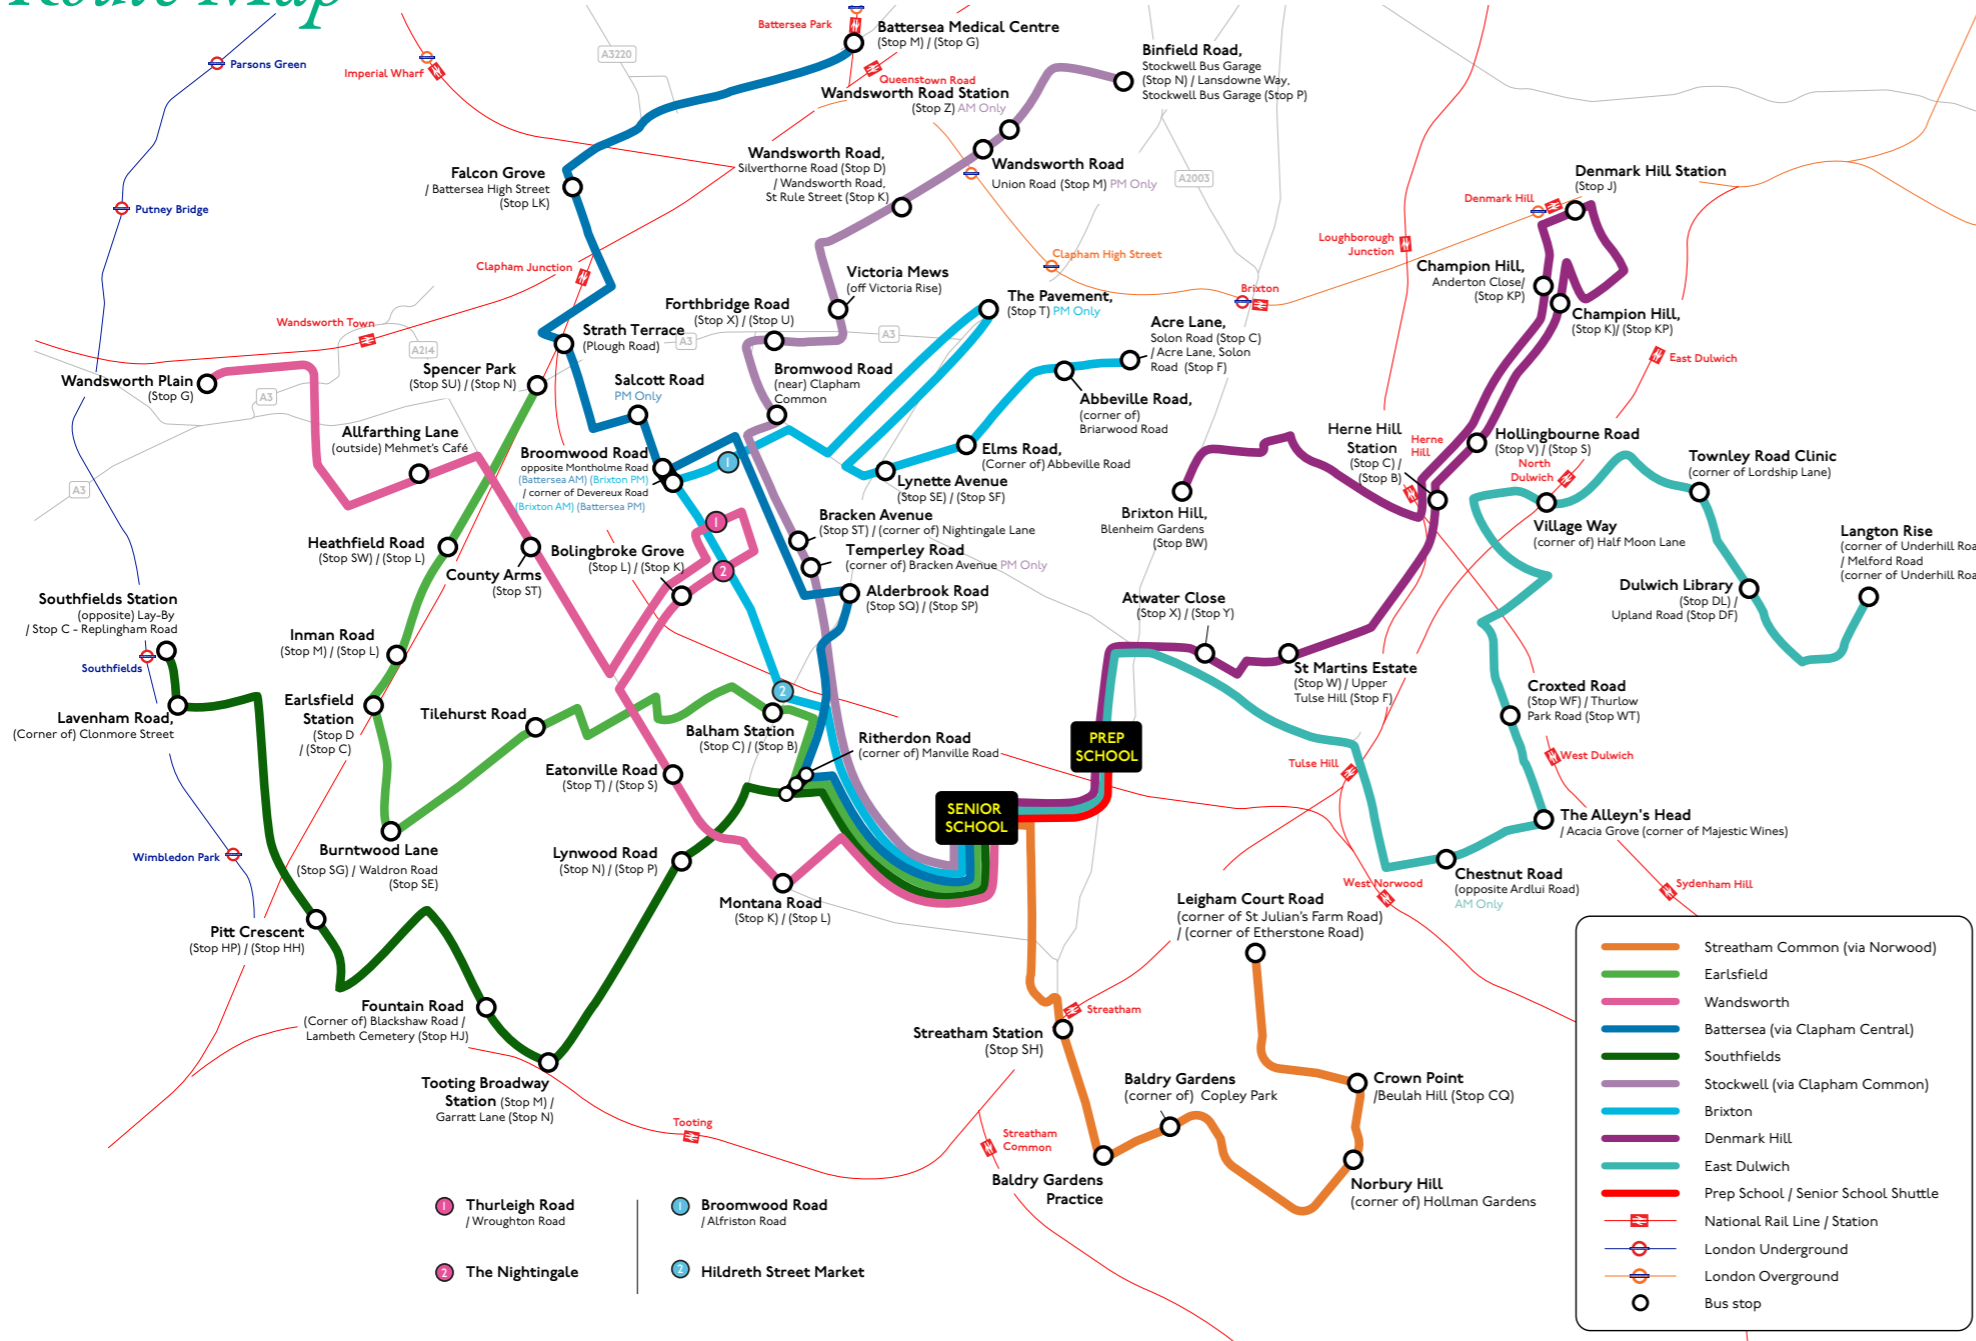 Route Map
Parsons Green
Putney Bridge
Imperial Wharf
A3220
Battersea Park
Battersea Medical Centre
(Stop M) / (Stop G)
Queenstown Road
Wandsworth Road Station
(Stop Z) AM Only
Binfield Road,
Stockwell Bus Garage
(Stop N) / Lansdowne Way,
Stockwell Bus Garage (Stop P)
Falcon Grove
/ Battersea High Street
(Stop LK)
Wandsworth Road,
Silverthorne Road (Stop D)
/ Wandsworth Road,
St Rule Street (Stop K)
Wandsworth Road
Union Road (Stop M) PM Only
A2003
Denmark Hill Station
(Stop J)
Denmark Hill
Loughborough
Junction
Clapham Junction
Clapham High Street
Brixton
Champion Hill,
Anderton Close/
(Stop KP)
Champion Hill,
(Stop K)/ (Stop KP)
East Dulwich
Wandsworth Town
A214
A3
Victoria Mews
(off Victoria Rise)
Forthbridge Road
(Stop X) / (Stop U)
A3
A3
The Pavement,
(Stop T) PM Only
Acre Lane,
Solon Road (Stop C)
/ Acre Lane, Solon
Road (Stop F)
Strath Terrace
(Plough Road)
Spencer Park
(Stop SU) / (Stop N)
Wandsworth Plain
(Stop G)
Salcott Road
PM Only
Bromwood Road
(near) Clapham
Common
Abbeville Road,
(corner of)
Briarwood Road
Allfarthing Lane
(outside) Mehmet's Café
Broomwood Road
opposite Montholme Road
(Battersea AM) (Brixton PM)
/ corner of Devereux Road
(Brixton AM) (Battersea PM)
1
Elms Road,
(Corner of) Abbeville Road
Lynette Avenue
(Stop SE) / (Stop SF)
Herne Hill
Station
(Stop C) /
(Stop B)
Herne
Hill
Hollingbourne Road
(Stop V) / (Stop S)
North
Dulwich
Townley Road Clinic
(corner of Lordship Lane)
A3
Brixton Hill,
Blenheim Gardens
(Stop BW)
Village Way
(corner of) Half Moon Lane
Langton Rise
(corner of Underhill Roa
/ Melford Road
(corner of Underhill Roa
Bracken Avenue
(Stop ST) / (corner of) Nightingale Lane
Temperley Road
(corner of) Bracken Avenue PM Only
1
2
Bolingbroke Grove
(Stop L) / (Stop K)
Heathfield Road
(Stop SW) / (Stop L)
County Arms
(Stop ST)
Alderbrook Road
(Stop SQ) / (Stop SP)
Atwater Close
(Stop X) / (Stop Y)
Dulwich Library
(Stop DL) /
Upland Road (Stop DF)
Southfields Station
(opposite) Lay-By
/ Stop C - Replingham Road
Southfields
Inman Road
(Stop M) / (Stop L)
St Martins Estate
(Stop W) / Upper
Tulse Hill (Stop F)
Croxted Road
(Stop WF) / Thurlow
Park Road (Stop WT)
Lavenham Road,
(Corner of) Clonmore Street
Earlsfield
Station
(Stop D
/ (Stop C)
Tilehurst Road
2
Balham Station
(Stop C) / (Stop B)
Ritherdon Road
(corner of) Manville Road
PREP
SCHOOL
Tulse Hill
West Dulwich
Eatonville Road
(Stop T) / (Stop S)
SENIOR
SCHOOL
The Alleyn's Head
/ Acacia Grove (corner of Majestic Wines)
Wimbledon Park
Burntwood Lane
(Stop SG) / Waldron Road
(Stop SE)
Lynwood Road
(Stop N) / (Stop P)
Chestnut Road
(opposite Ardlui Road)
AM Only
West Norwood
Sydenham Hill
Montana Road
(Stop K) / (Stop L)
Leigham Court Road
(corner of St Julian's Farm Road)
/ (corner of Etherstone Road)
Pitt Crescent
(Stop HP) / (Stop HH)
Fountain Road
(Corner of) Blackshaw Road /
Lambeth Cemetery (Stop HJ)
Streatham
Streatham Station
(Stop SH)
Tooting Broadway
Station (Stop M) /
Garratt Lane (Stop N)
Baldry Gardens
(corner of) Copley Park
Crown Point
/Beulah Hill (Stop CQ)
Tooting
Streatham
Common
Baldry Gardens
Practice
Norbury Hill
(corner of) Hollman Gardens
1 Thurleigh Road
/ Wroughton Road
2 The Nightingale
1 Broomwood Road
/ Alfriston Road
2 Hildreth Street Market
Streatham Common (via Norwood)
Earlsfield
Wandsworth
Battersea (via Clapham Central)
Southfields
Stockwell (via Clapham Common)
Brixton
Denmark Hill
East Dulwich
Prep School / Senior School Shuttle
National Rail Line / Station
London Underground
London Overground
Bus stop